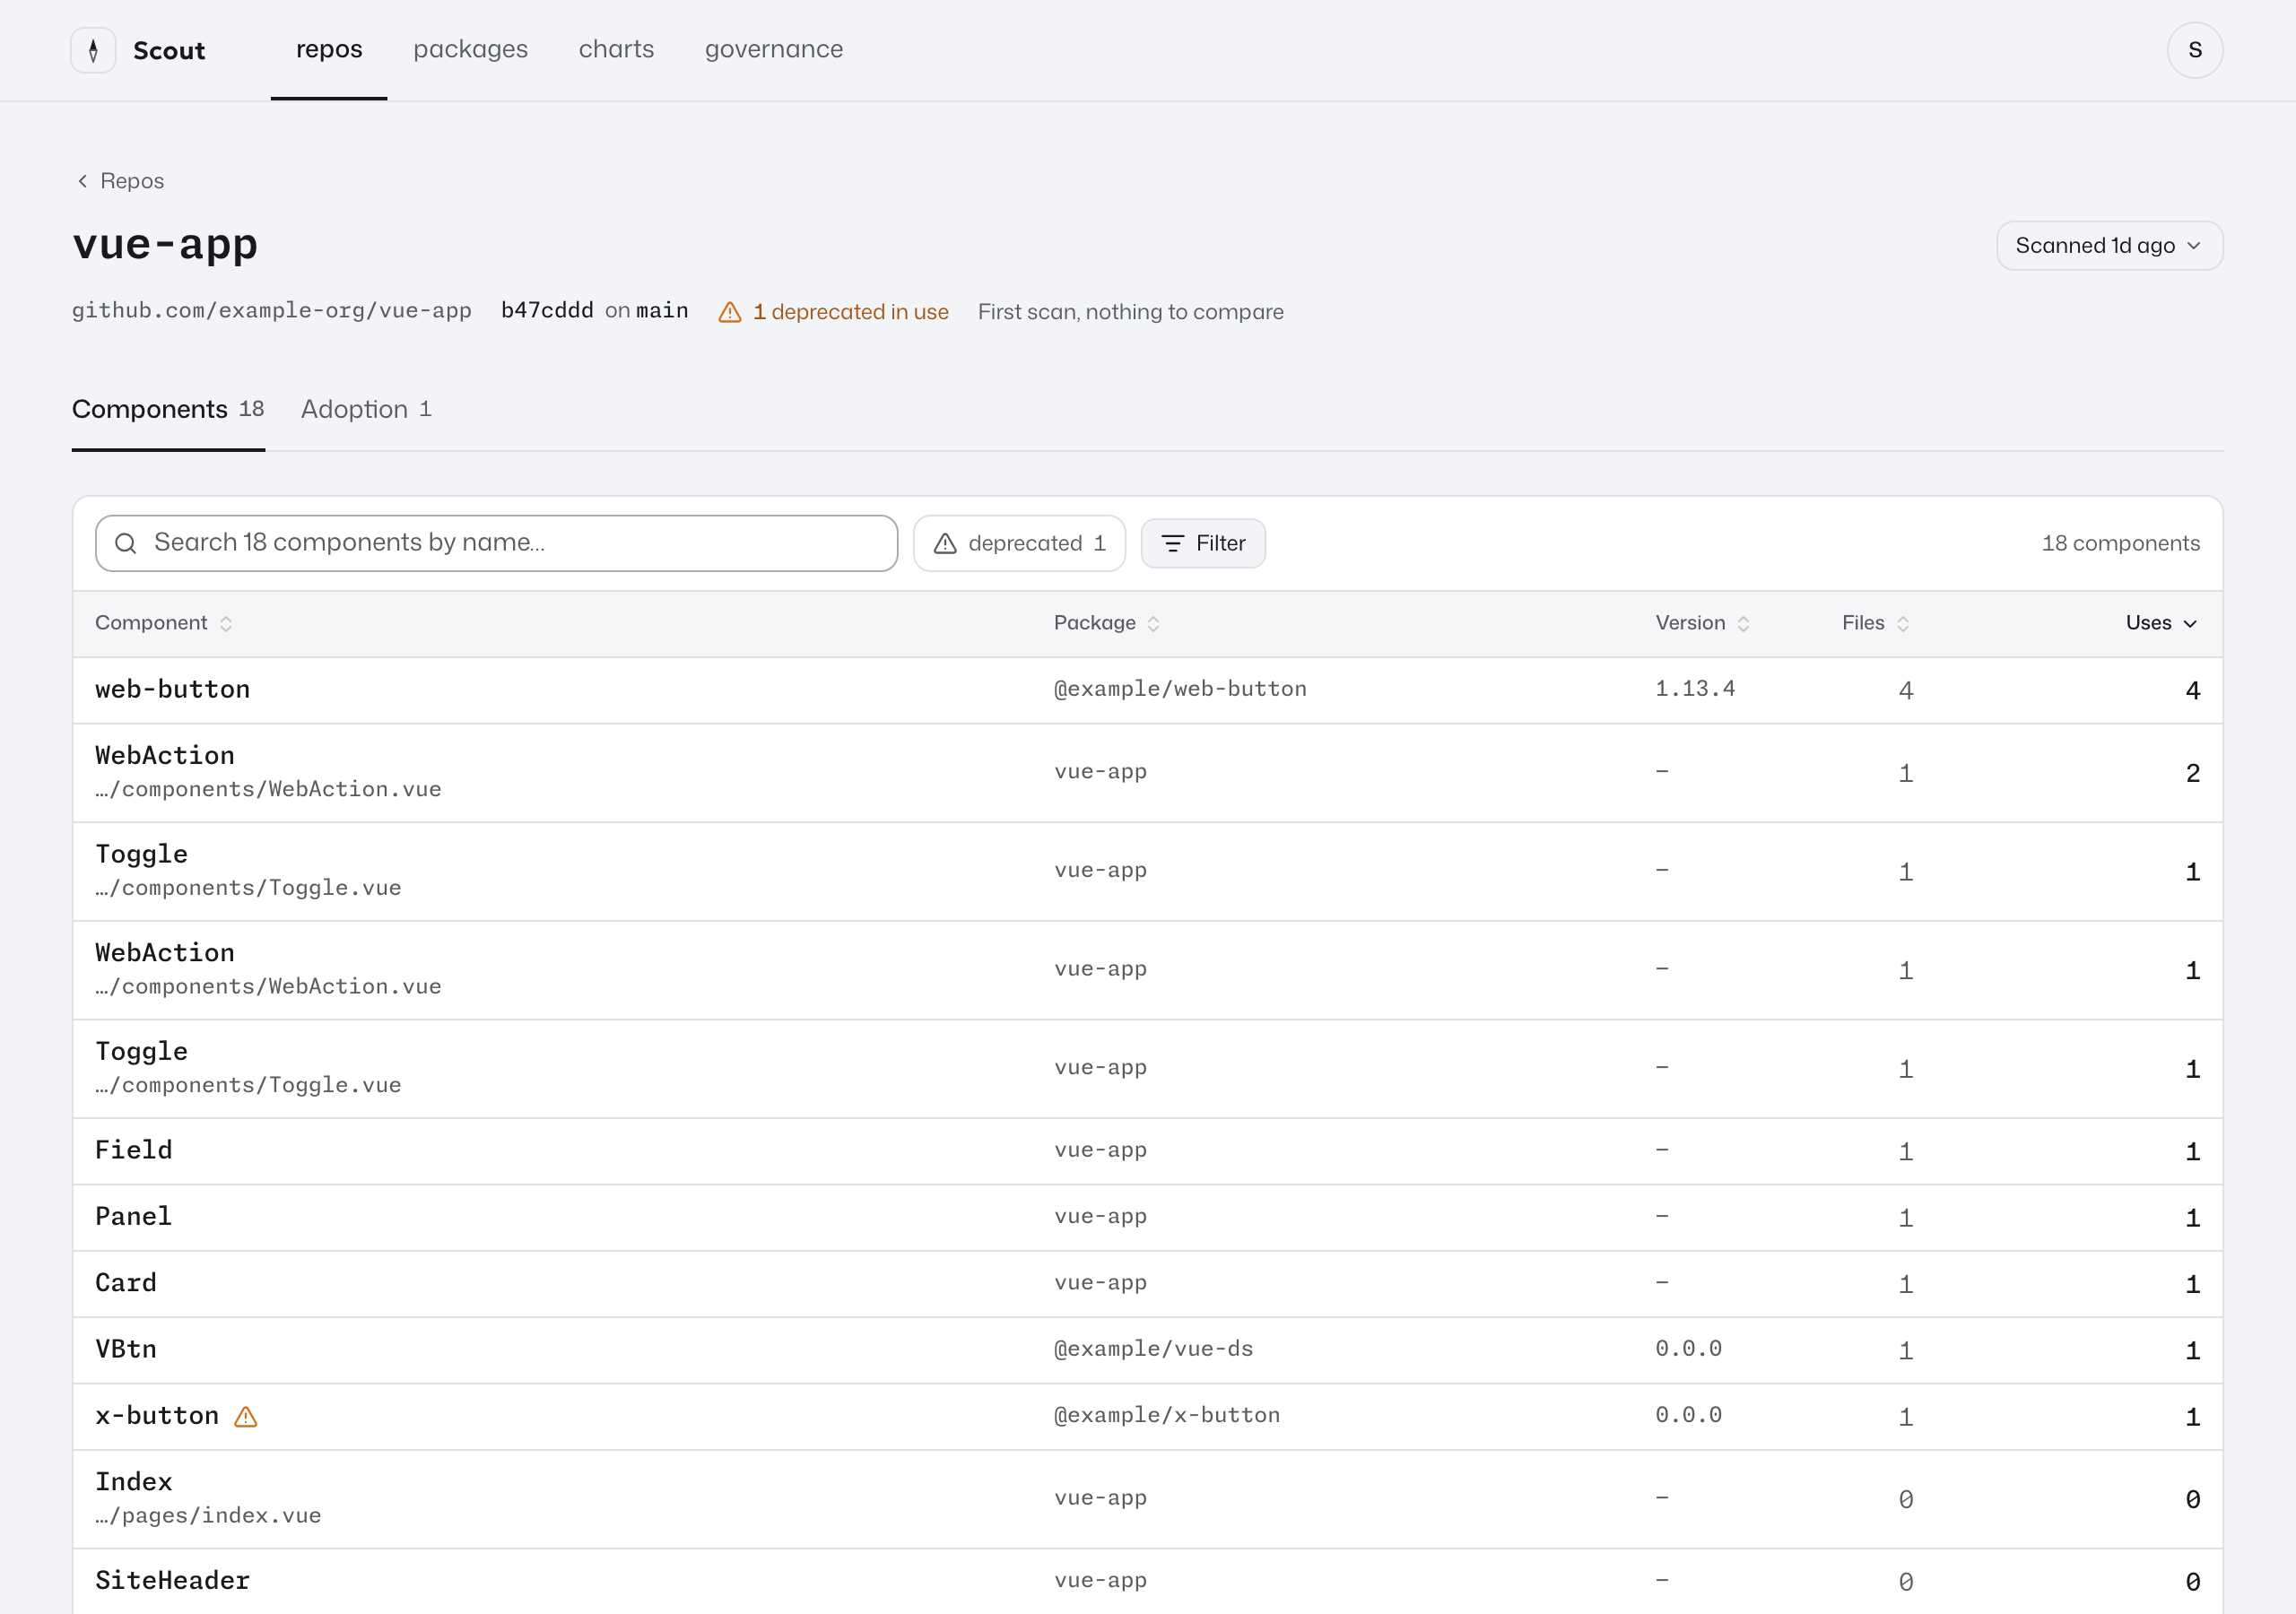 Scout repos packages charts governance S
Repos
vue-app
Scanned 1d ago
github.com/example-org/vue-app b47cddd on main 1 deprecated in use First scan, nothing to compare
Components 18 Adoption 1
Search 18 components by name… deprecated 1 Filter 18 components
Component Package Version Files Uses
web-button @example/web-button 1.13.4 4 4
WebAction
…/components/WebAction.vue vue-app – 1 2
Toggle
…/components/Toggle.vue vue-app – 1 1
WebAction
…/components/WebAction.vue vue-app – 1 1
Toggle
…/components/Toggle.vue vue-app – 1 1
Field vue-app – 1 1
Panel vue-app – 1 1
Card vue-app – 1 1
VBtn @example/vue-ds 0.0.0 1 1
x-button @example/x-button 0.0.0 1 1
Index
…/pages/index.vue vue-app – 0 0
SiteHeader vue-app – 0 0